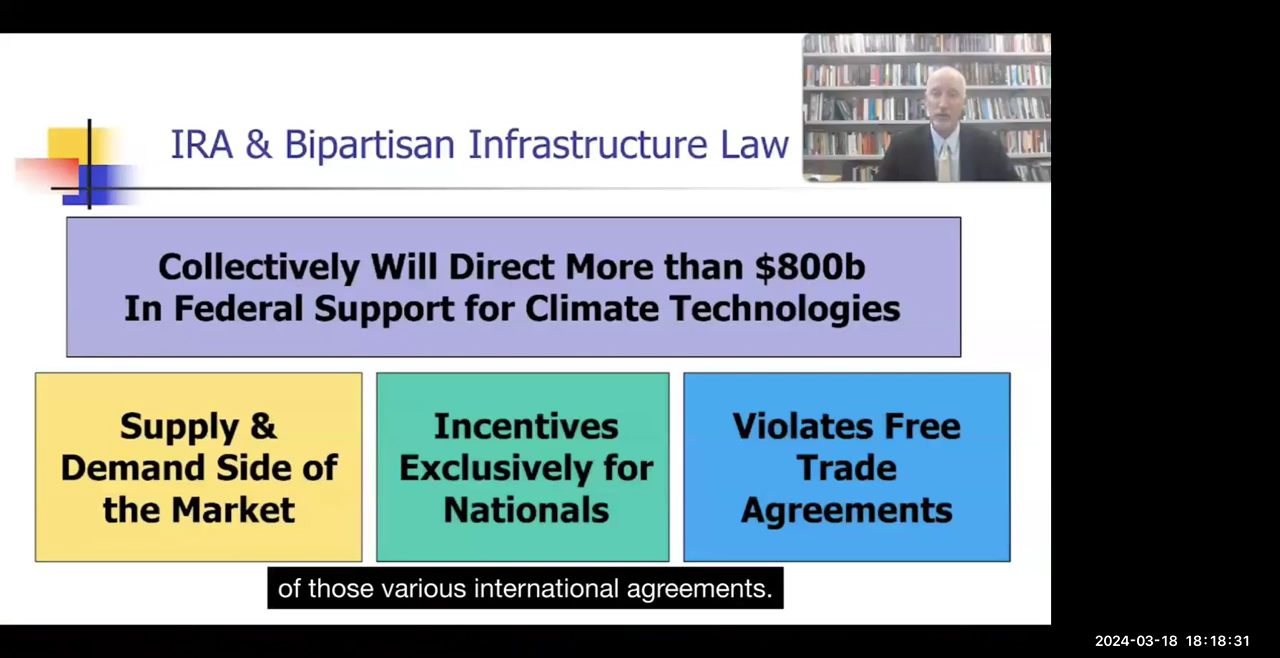 IRA & Bipartisan Infrastructure Law
Collectively Will Direct More than $800b
In Federal Support for Climate Technologies
Supply &
Demand Side of
the Market
Incentives
Exclusively for
Nationals
Violates Free
Trade
Agreements
of those various international agreements.
2024-03-18 18:18:31